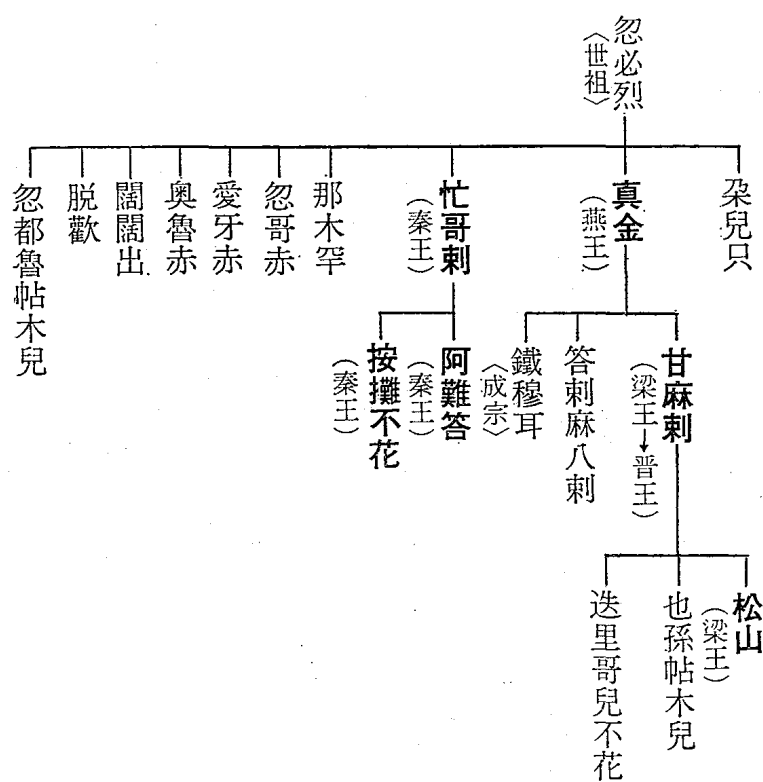 忽必烈
〈世祖〉
朶兒只
真金
（燕王）
忙哥剌
（秦王）
那木罕
忽哥赤
愛牙赤
奧魯赤
闊闊出
脱歡
忽都魯帖木兒
甘麻剌
（梁王→晋王）
答剌麻八剌
鐵穆耳
〈成宗〉
阿難答
（秦王）
按攤不花
（秦王）
松山
（梁王）
也孫帖木兒
迭里哥兒不花